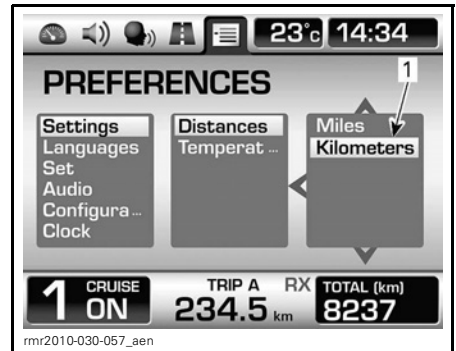 23°c 14:34
PREFERENCES
1
Settings
Languages
Set
Audio
Configura ...
Clock
Distances
Temperat ...
Miles
Kilometers
1 CRUISE ON
TRIP A RX
234.5 km
TOTAL (km)
8237
rmr2010-030-057_aen